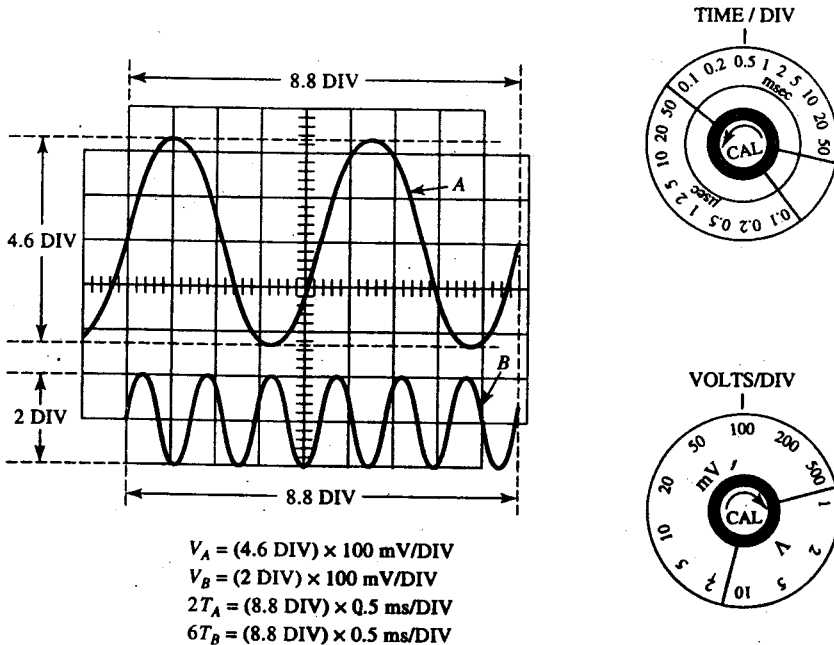 TIME / DIV
0.1 0.2 0.5 1 2 5 10 20 50
msec
50 20 10 5 2 1 0.5 0.2 0.1
µsec
CAL
8.8 DIV
A
4.6 DIV
B
2 DIV
8.8 DIV
VOLTS/DIV
2 5 10 20 50 100 200 500
mV
1 2 5 10
V
CAL
V_A = (4.6 DIV) × 100 mV/DIV
V_B = (2 DIV) × 100 mV/DIV
2T_A = (8.8 DIV) × 0.5 ms/DIV
6T_B = (8.8 DIV) × 0.5 ms/DIV